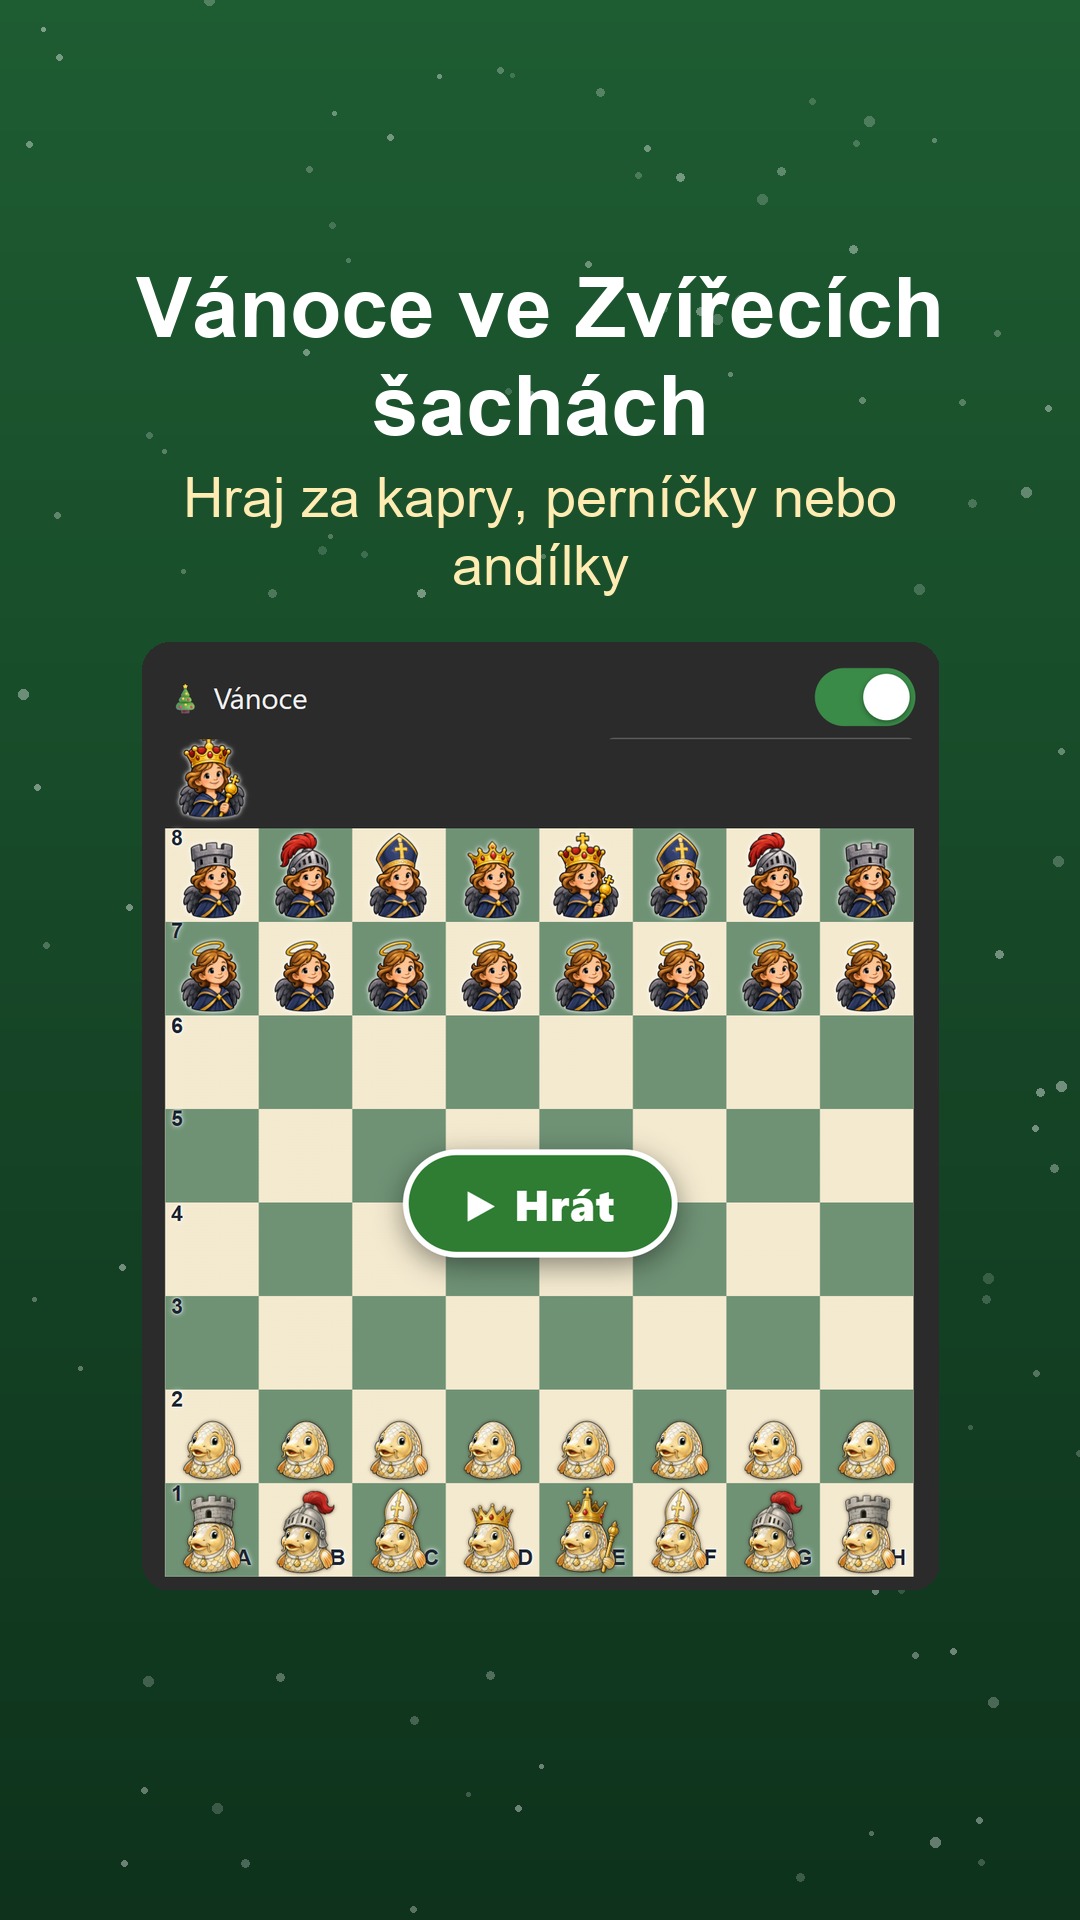 Vánoce ve Zvířecích
šachách
Hraj za kapry, perníčky nebo
andílky
Vánoce
8
7
6
5
4
Hrát
3
2
1
A B C D E F G H